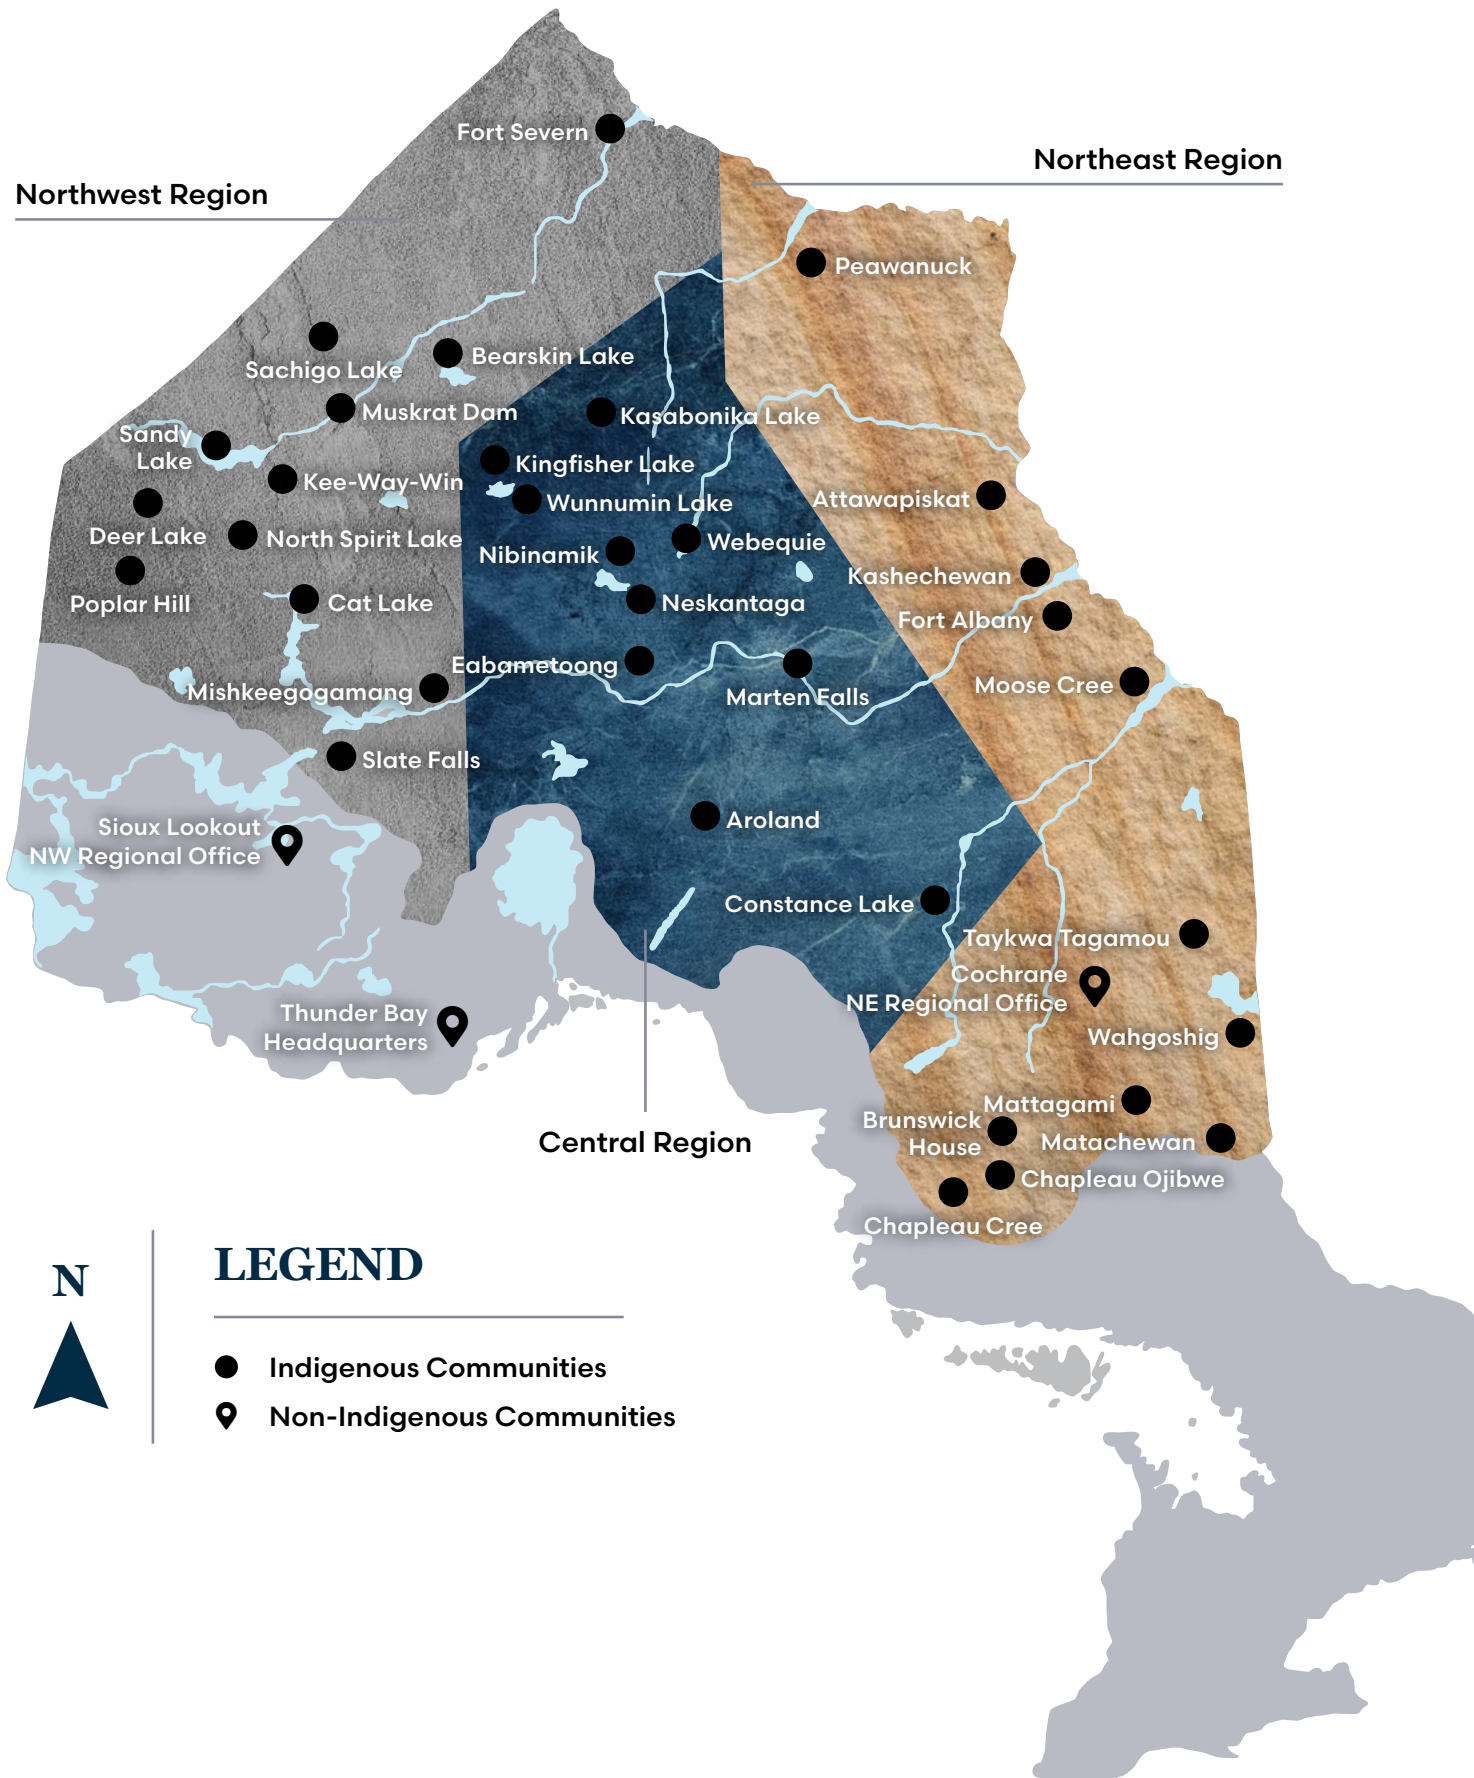 Fort Severn
Northeast Region
Northwest Region
Peawanuck
Bearskin Lake
Sachigo Lake
Muskrat Dam
Kasabonika Lake
Sandy
Lake
Kingfisher Lake
Kee-Way-Win
Wunnumin Lake
Attawapiskat
Deer Lake
North Spirit Lake
Webequie
Nibinamik
Kashechewan
Poplar Hill
Cat Lake
Neskantaga
Fort Albany
Eabametoong
Moose Cree
Mishkeegogamang
Marten Falls
Slate Falls
Aroland
Sioux Lookout
NW Regional Office
Constance Lake
Taykwa Tagamou
Cochrane
NE Regional Office
Thunder Bay
Headquarters
Wahgoshig
Mattagami
Brunswick
House
Central Region
Matachewan
Chapleau Ojibwe
Chapleau Cree
N
LEGEND
Indigenous Communities
Non-Indigenous Communities